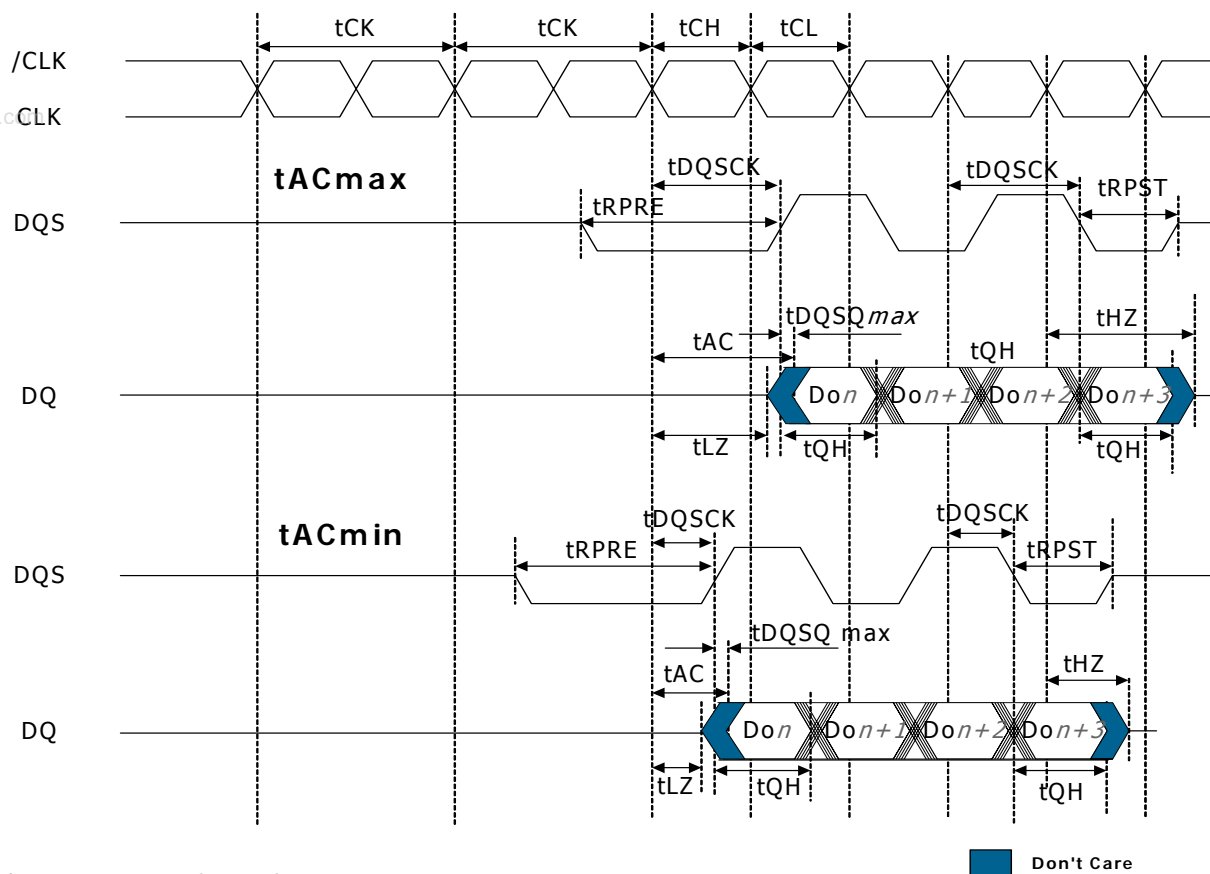 tCK tCK tCH tCL
/CLK
.com
CLK
tACmax
tDQSCK tDQSCK
tRPST
tRPRE
DQS
tDQSQmax tHZ
tAC
tQH
DQ Don Don+1 Don+2 Don+3
tLZ tQH tQH
tDQSCK tDQSCK
tACmin
tRPRE tRPST
DQS
tDQSQ max
tAC tHZ
DQ Don Don+1 Don+2 Don+3
tLZ tQH tQH
Don't Care